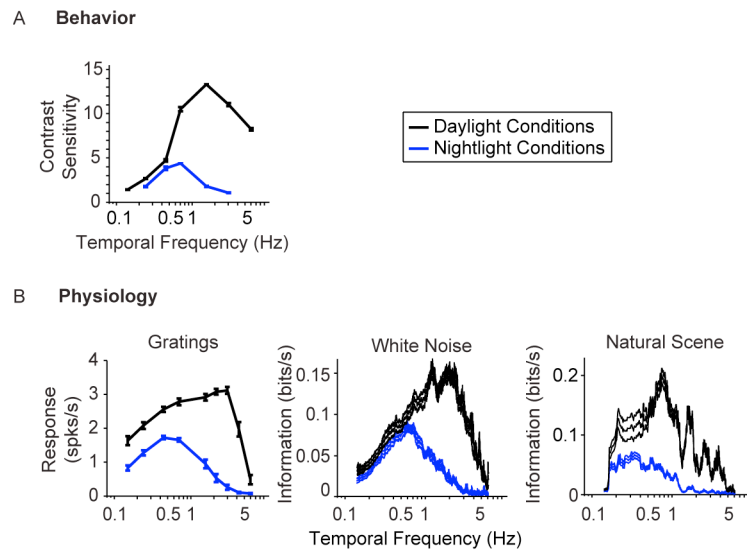 A Behavior
15
10
5
0
Contrast
Sensitivity
0.1 0.5 1 5
Temporal Frequency (Hz)
Daylight Conditions
Nightlight Conditions
B Physiology
Gratings
4
3
2
1
0
Response
(spks/s)
0.1 0.5 1 5
White Noise
Information (bits/s)
0.15
0.1
0.05
0
0.1 0.5 1 5
Temporal Frequency (Hz)
Natural Scene
Information (bits/s)
0.2
0.1
0
0.1 0.5 1 5